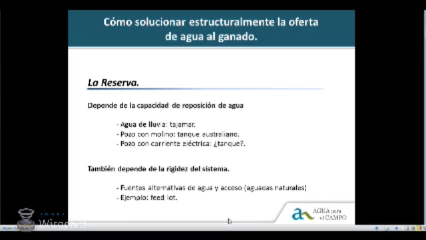 Cómo solucionar estructuralmente la oferta
de agua al ganado.
La Reserva.
Depende de la capacidad de reposición de agua
- Agua de lluvia: tajamar.
- Pozo con molino: tanque australiano.
- Pozo con carriente eléctrica: ¿tanque?.
También depende de la rigidez del sistema.
- Fuentes alternativas de agua y acceso (aguadas naturales)
- Ejemplo: feed lot.
AGUA para
el CAMPO